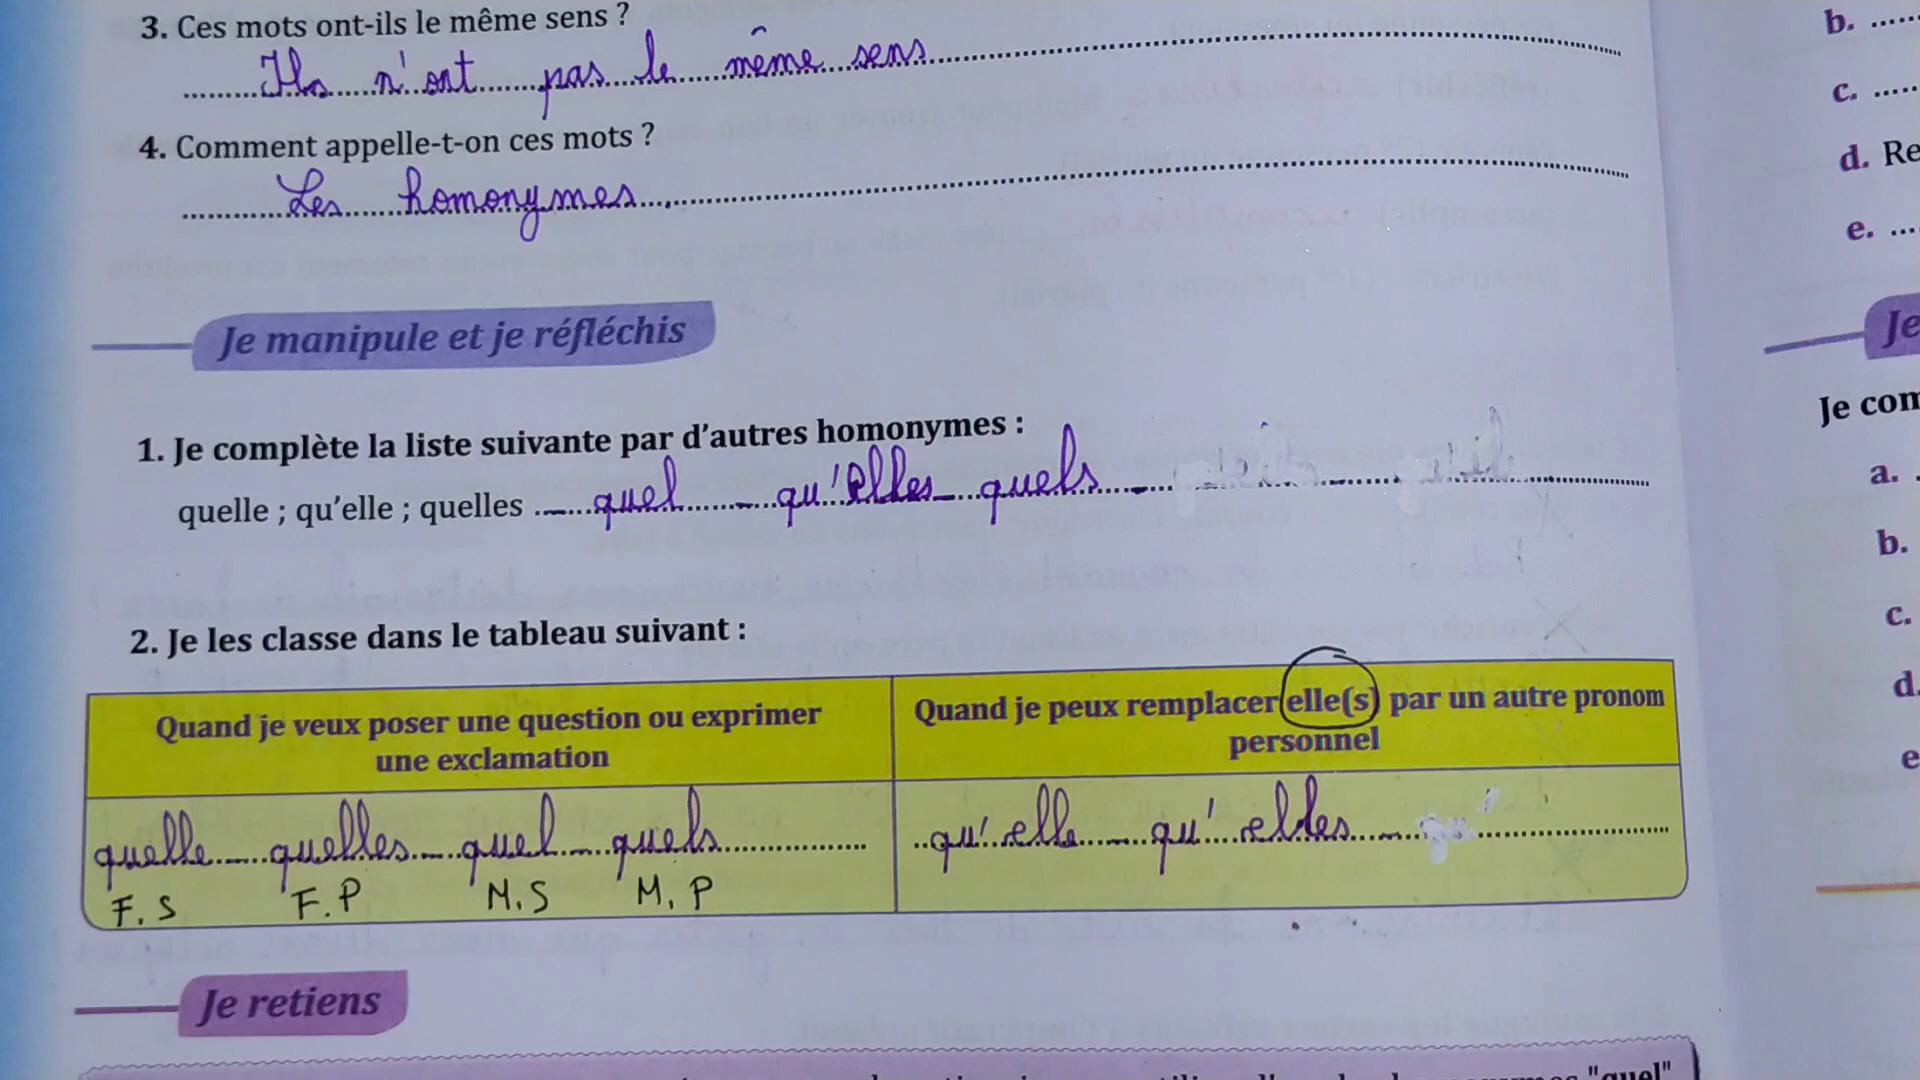 3. Ces mots ont-ils le même sens ?
Ils n'ont pas le même sens
4. Comment appelle-t-on ces mots ?
Les homonymes
Je manipule et je réfléchis
1. Je complète la liste suivante par d'autres homonymes :
quelle ; qu'elle ; quelles – quel – qu'elles – quels –
2. Je les classe dans le tableau suivant :
Quand je veux poser une question ou exprimer
une exclamation
quelle – quelles – quel – quels
F.S F.P M.S M.P
Quand je peux remplacer elle(s) par un autre pronom
personnel
qu'elle – qu'elles –
Je retiens
"quel"
b.
c.
d. Re
e.
Je
Je com
a.
b.
c.
d.
e